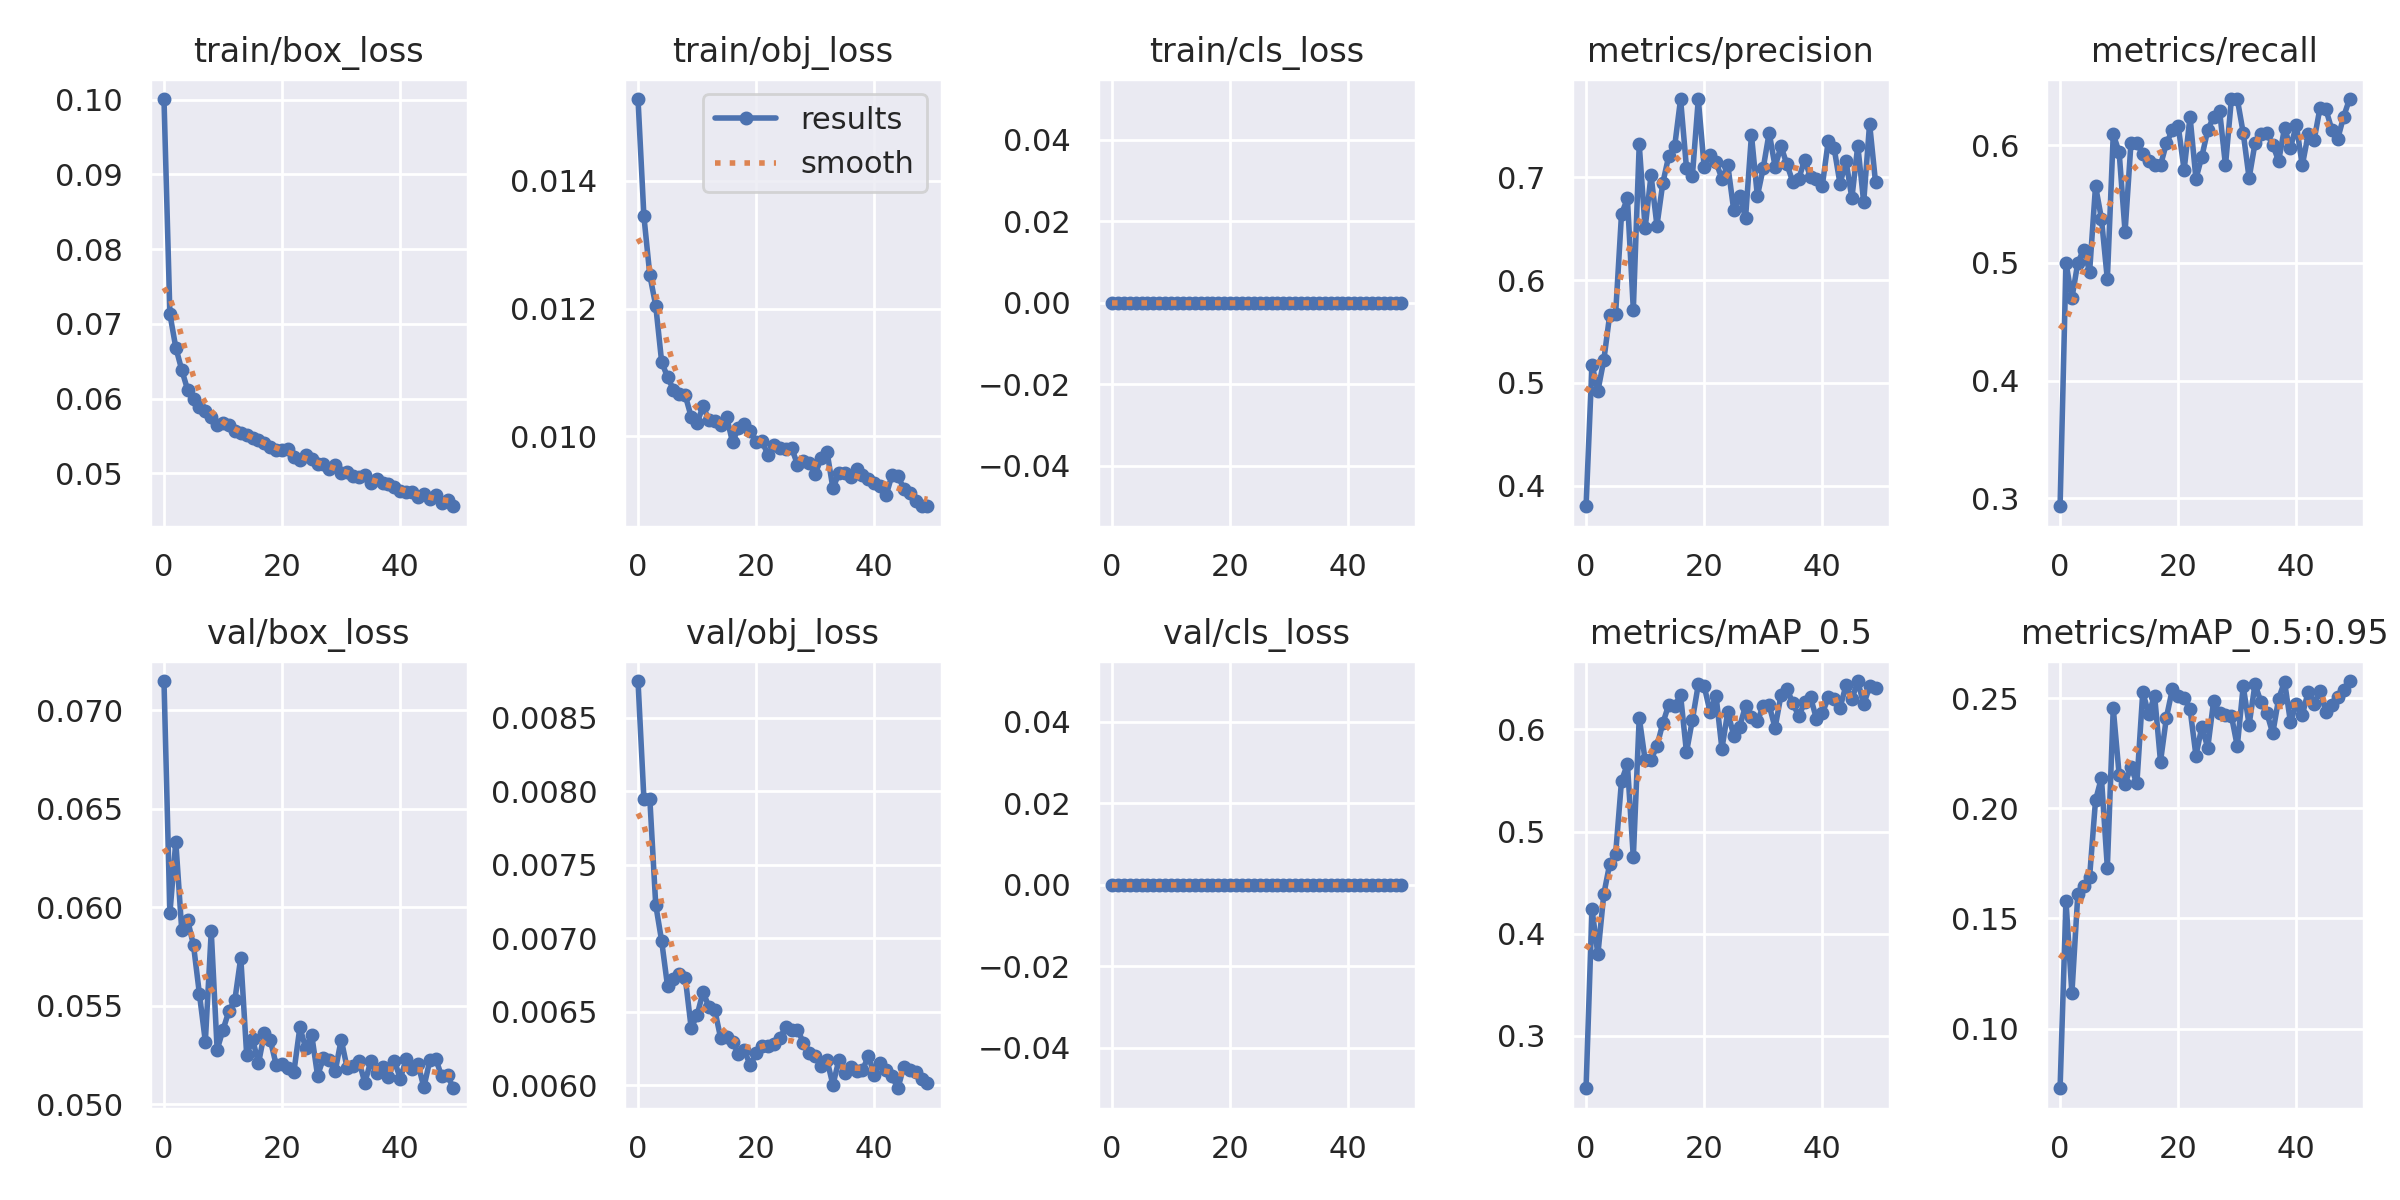 train/box_loss
0.10
0.09
0.08
0.07
0.06
0.05
0 20 40
train/obj_loss
results
smooth
0.014
0.012
0.010
0 20 40
train/cls_loss
0.04
0.02
0.00
−0.02
−0.04
0 20 40
metrics/precision
0.7
0.6
0.5
0.4
0 20 40
metrics/recall
0.6
0.5
0.4
0.3
0 20 40
val/box_loss
0.070
0.065
0.060
0.055
0.050
0 20 40
val/obj_loss
0.0085
0.0080
0.0075
0.0070
0.0065
0.0060
0 20 40
val/cls_loss
0.04
0.02
0.00
−0.02
−0.04
0 20 40
metrics/mAP_0.5
0.6
0.5
0.4
0.3
0 20 40
metrics/mAP_0.5:0.95
0.25
0.20
0.15
0.10
0 20 40